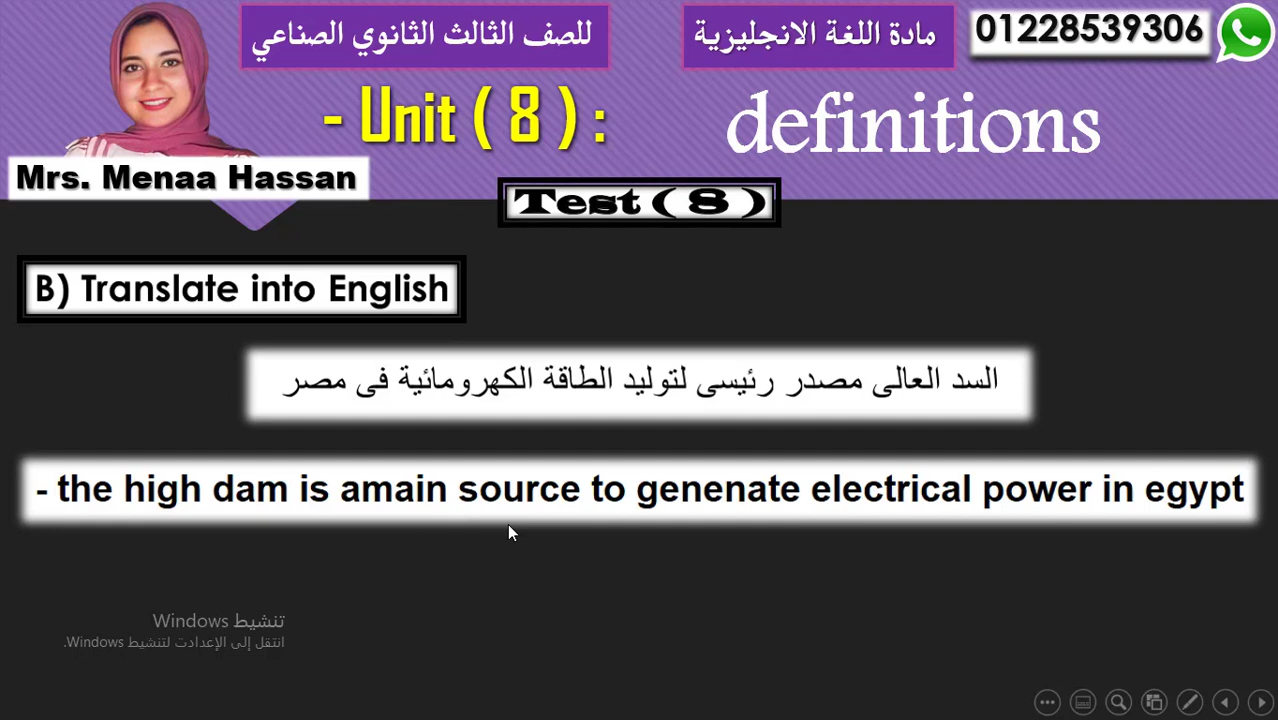 للصف الثالث الثانوي الصناعي
مادة اللغة الانجليزية
01228539306
- Unit ( 8 ) :
definitions
Mrs. Menaa Hassan
Test ( 8 )
B) Translate into English
السد العالى مصدر رئيسى لتوليد الطاقة الكهرومائية فى مصر
- the high dam is amain source to genenate electrical power in egypt
تنشيط Windows
انتقل إلى الإعدادت لتنشيط Windows.